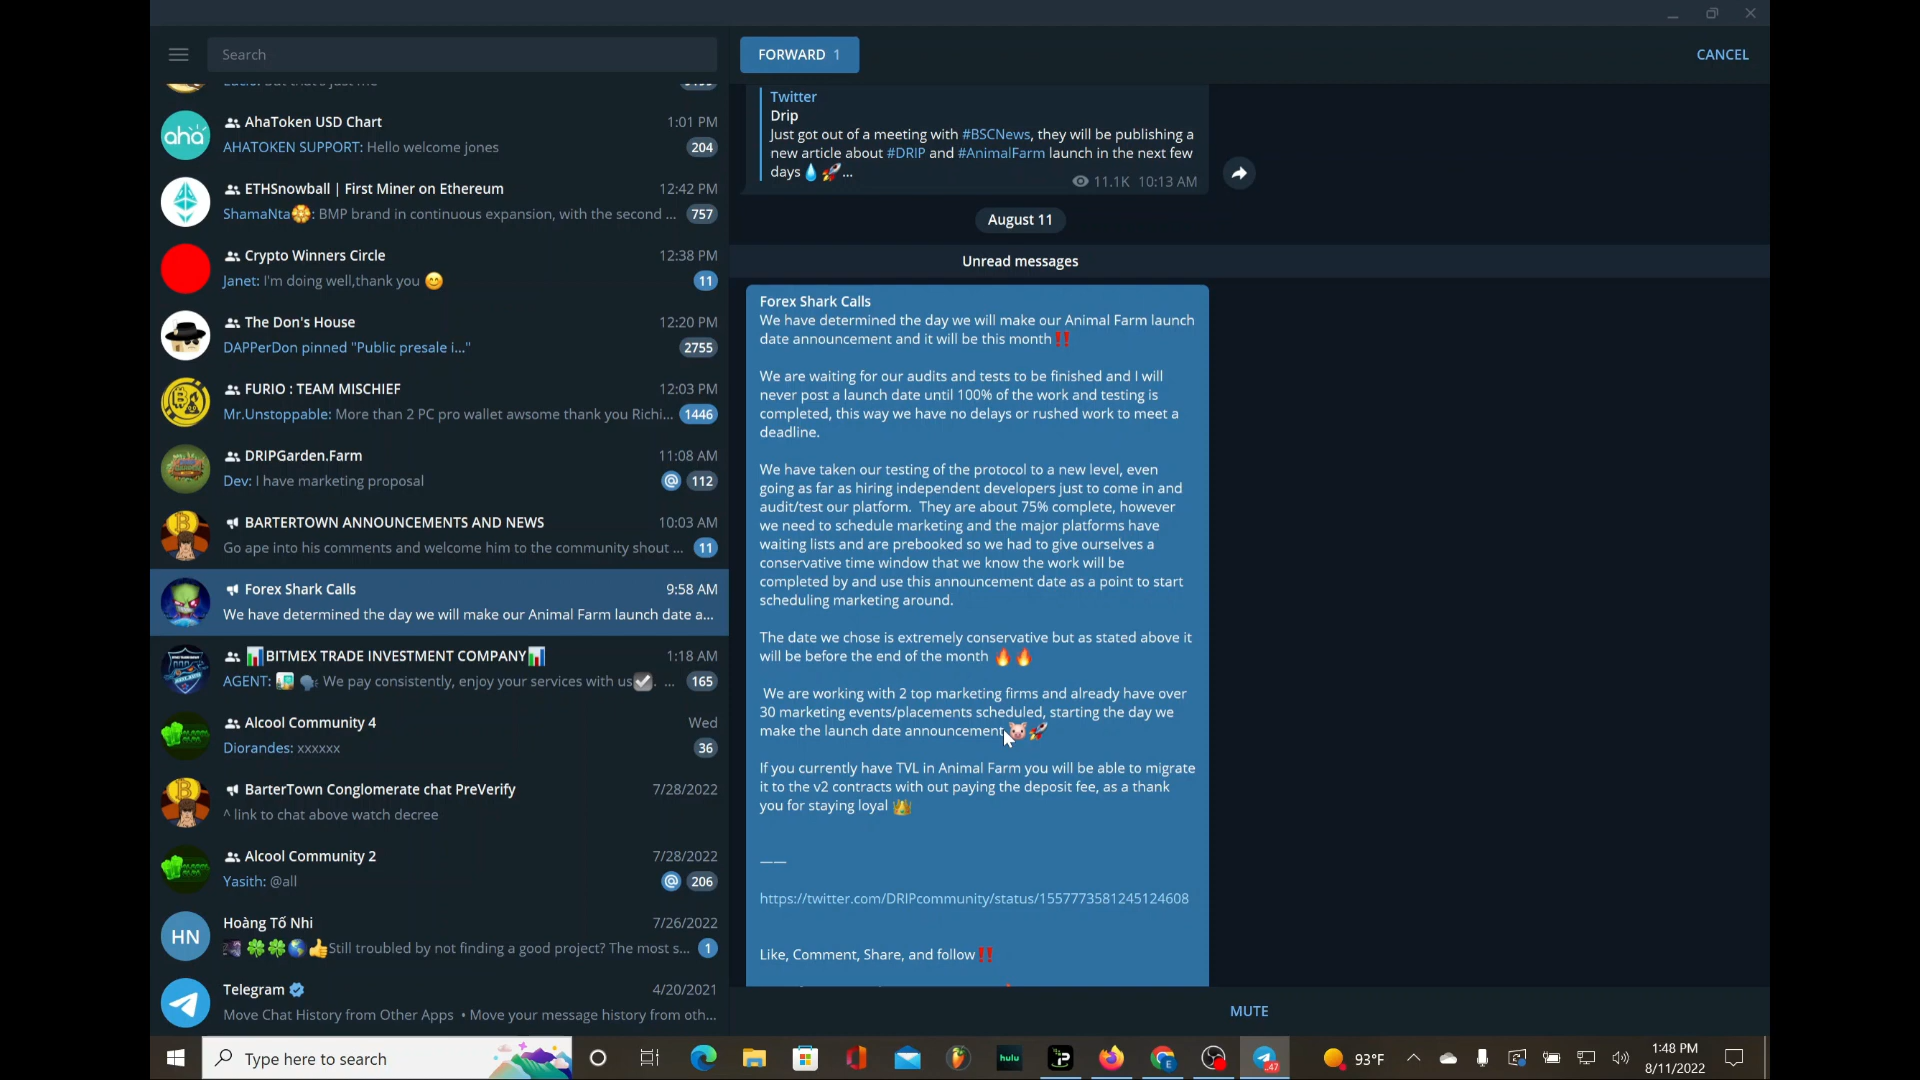 Search
FORWARD 1
CANCEL
AhaToken USD Chart
1:01 PM
AHATOKEN SUPPORT: Hello welcome jones
204
ETHSnowball | First Miner on Ethereum
12:42 PM
ShamaNta: BMP brand in continuous expansion, with the second ...
757
Crypto Winners Circle
12:38 PM
Janet: I'm doing well,thank you 😊
11
The Don's House
12:20 PM
DAPPerDon pinned "Public presale i..."
2755
FURIO : TEAM MISCHIEF
12:03 PM
Mr.Unstoppable: More than 2 PC pro wallet awsome thank you Richi...
1446
DRIPGarden.Farm
11:08 AM
Dev: I have marketing proposal
@ 112
BARTERTOWN ANNOUNCEMENTS AND NEWS
10:03 AM
Go ape into his comments and welcome him to the community shout ...
11
Forex Shark Calls
9:58 AM
We have determined the day we will make our Animal Farm launch date a...
📊BITMEX TRADE INVESTMENT COMPANY📊
1:18 AM
AGENT: We pay consistently, enjoy your services with us ...
165
Alcool Community 4
Wed
Diorandes: xxxxxx
36
BarterTown Conglomerate chat PreVerify
7/28/2022
^ link to chat above watch decree
Alcool Community 2
7/28/2022
Yasith: @all
@ 206
HN
Hoàng Tố Nhi
7/26/2022
🍀🍀🌎👍Still troubled by not finding a good project? The most s...
1
Telegram
4/20/2021
Move Chat History from Other Apps • Move your message history from oth...
Twitter
Drip
Just got out of a meeting with #BSCNews, they will be publishing a
new article about #DRIP and #AnimalFarm launch in the next few
days 💧🚀...
11.1K 10:13 AM
August 11
Unread messages
Forex Shark Calls
We have determined the day we will make our Animal Farm launch
date announcement and it will be this month‼️
We are waiting for our audits and tests to be finished and I will
never post a launch date until 100% of the work and testing is
completed, this way we have no delays or rushed work to meet a
deadline.
We have taken our testing of the protocol to a new level, even
going as far as hiring independent developers just to come in and
audit/test our platform. They are about 75% complete, however
we need to schedule marketing and the major platforms have
waiting lists and are prebooked so we had to give ourselves a
conservative time window that we know the work will be
completed by and use this announcement date as a point to start
scheduling marketing around.
The date we chose is extremely conservative but as stated above it
will be before the end of the month 🔥🔥
We are working with 2 top marketing firms and already have over
30 marketing events/placements scheduled, starting the day we
make the launch date announcement 🐷🚀
If you currently have TVL in Animal Farm you will be able to migrate
it to the v2 contracts with out paying the deposit fee, as a thank
you for staying loyal 👑
——
https://twitter.com/DRIPcommunity/status/1557773581245124608
Like, Comment, Share, and follow‼️
MUTE
Type here to search
hulu
93°F
1:48 PM
8/11/2022